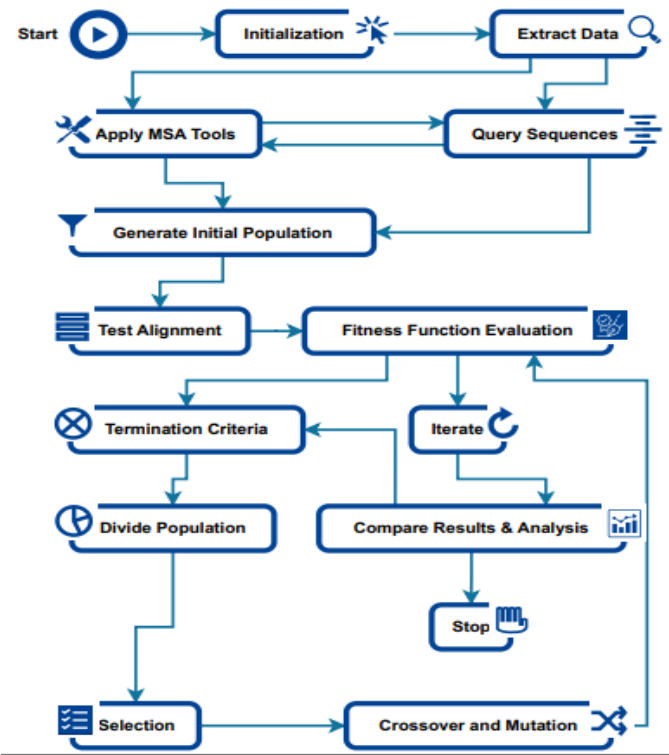 Start
Initialization
Extract Data
Apply MSA Tools
Query Sequences
Generate Initial Population
Test Alignment
Fitness Function Evaluation
Termination Criteria
Iterate
Divide Population
Compare Results & Analysis
Stop
Selection
Crossover and Mutation